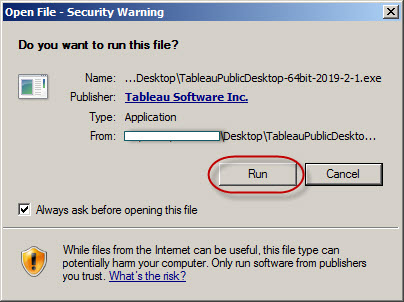 Open File - Security Warning
Do you want to run this file?
Name: ...Desktop\TableauPublicDesktop-64bit-2019-2-1.exe
Publisher: Tableau Software Inc.
Type: Application
From: \Desktop\TableauPublicDeskto...
Run Cancel
Always ask before opening this file
While files from the Internet can be useful, this file type can
potentially harm your computer. Only run software from publishers
you trust. What's the risk?